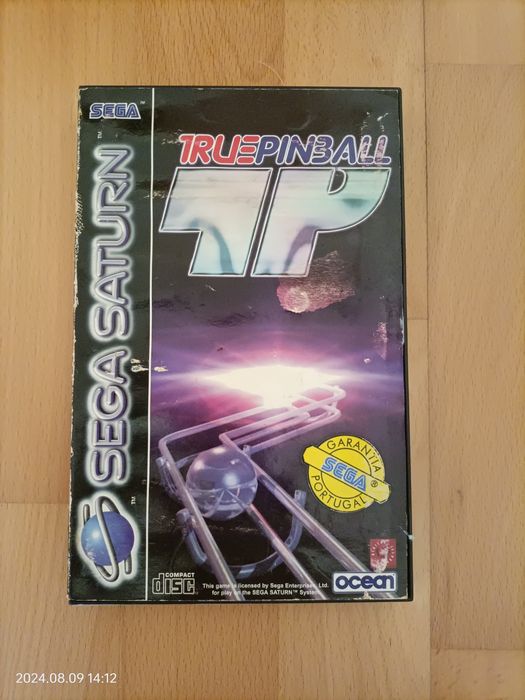 SEGA
SEGA SATURN
TM
TRUEPINBALL
TP
GARANTIA
SEGA ®
PORTUGAL
COMPACT
disc
This game is licensed by Sega Enterprises, Ltd.
for play on the SEGA SATURN™ System.
ocean
2024.08.09 14:12